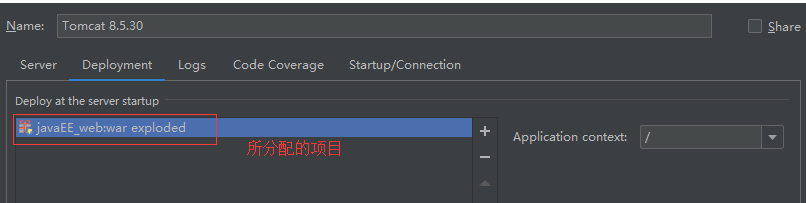 Name: Tomcat 8.5.30 Share
Server Deployment Logs Code Coverage Startup/Connection
Deploy at the server startup
javaEE_web:war exploded
Application context: /
所分配的项目